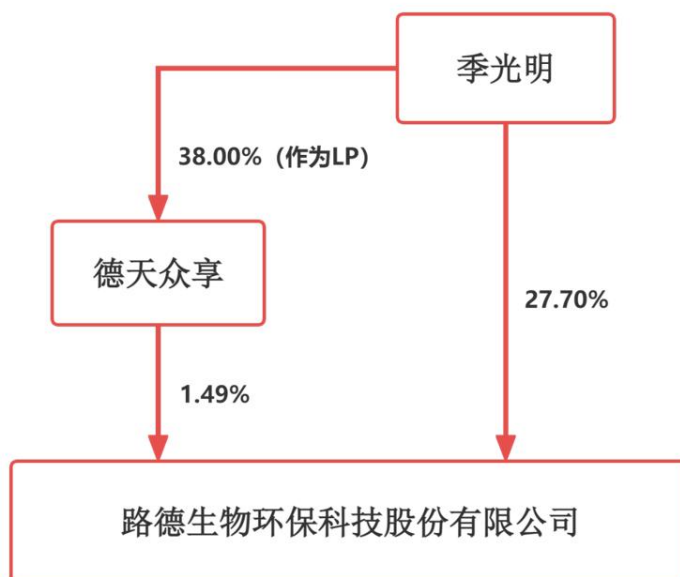 季光明
38.00%（作为LP）
德天众享
27.70%
1.49%
路德生物环保科技股份有限公司